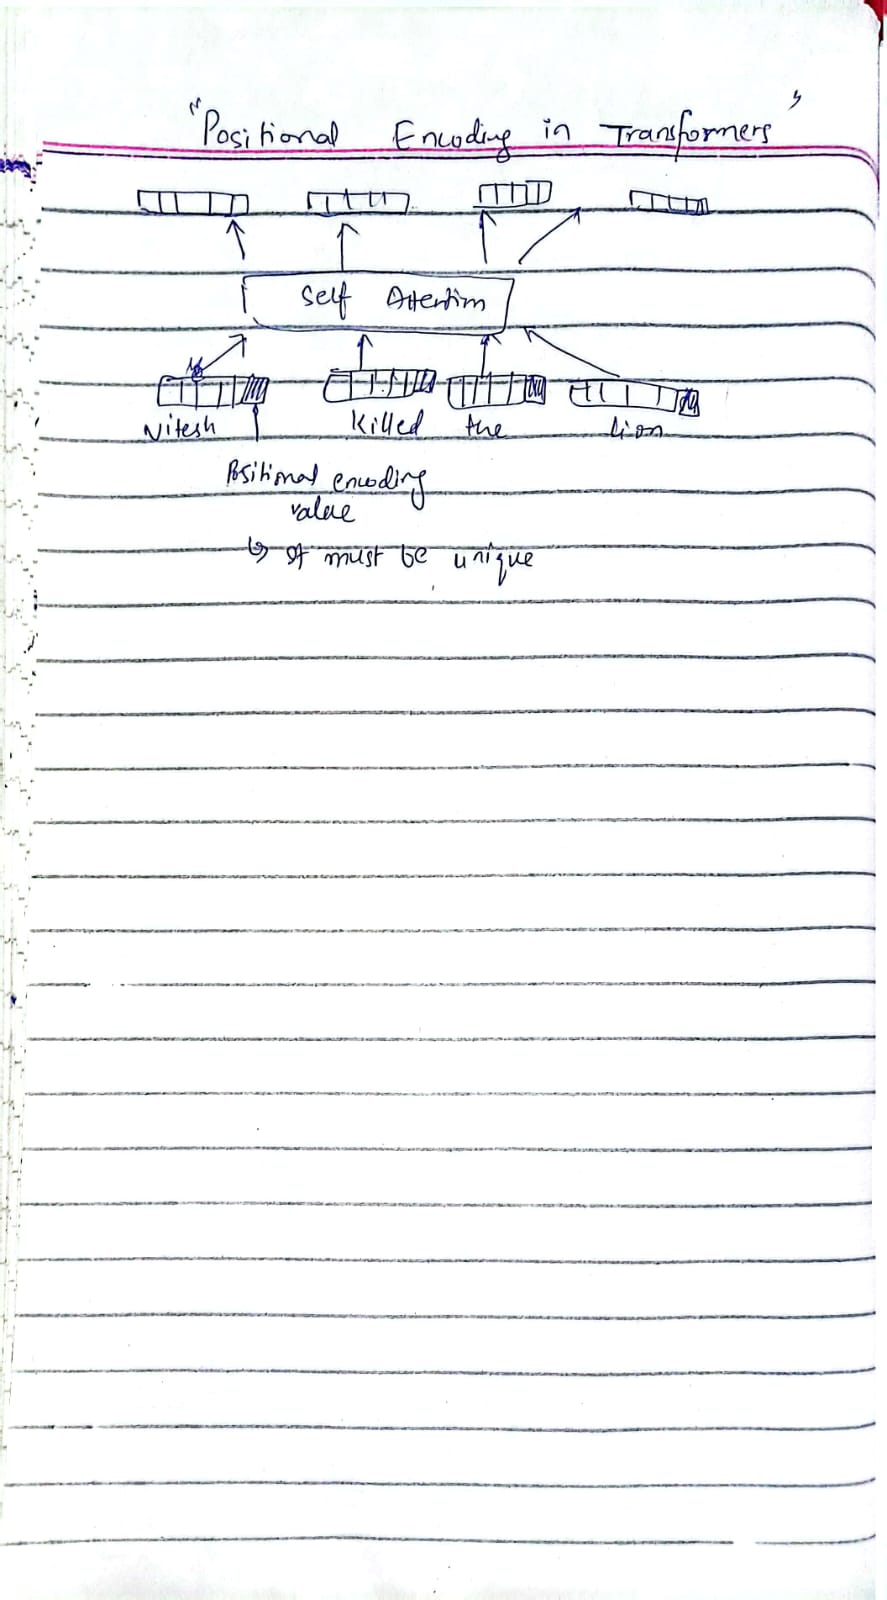 "Positional Encoding in Transformers"
Self Attention
Nitesh Killed the lion
Positional encoding
value
↳ It must be unique